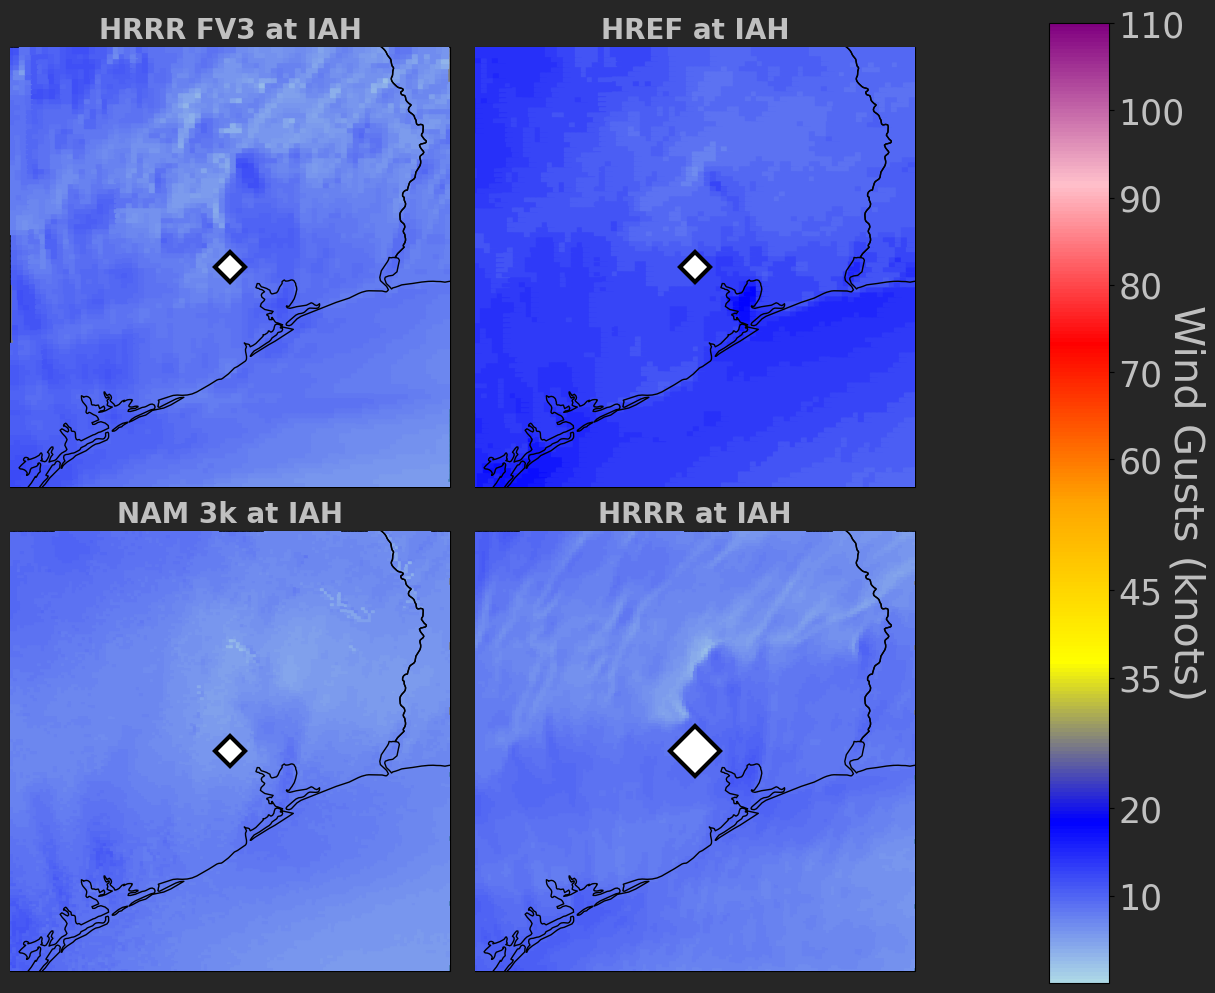 HRRR FV3 at IAH
HREF at IAH
NAM 3k at IAH
HRRR at IAH
110
100
90
80
70
60
45
35
20
10
Wind Gusts (knots)